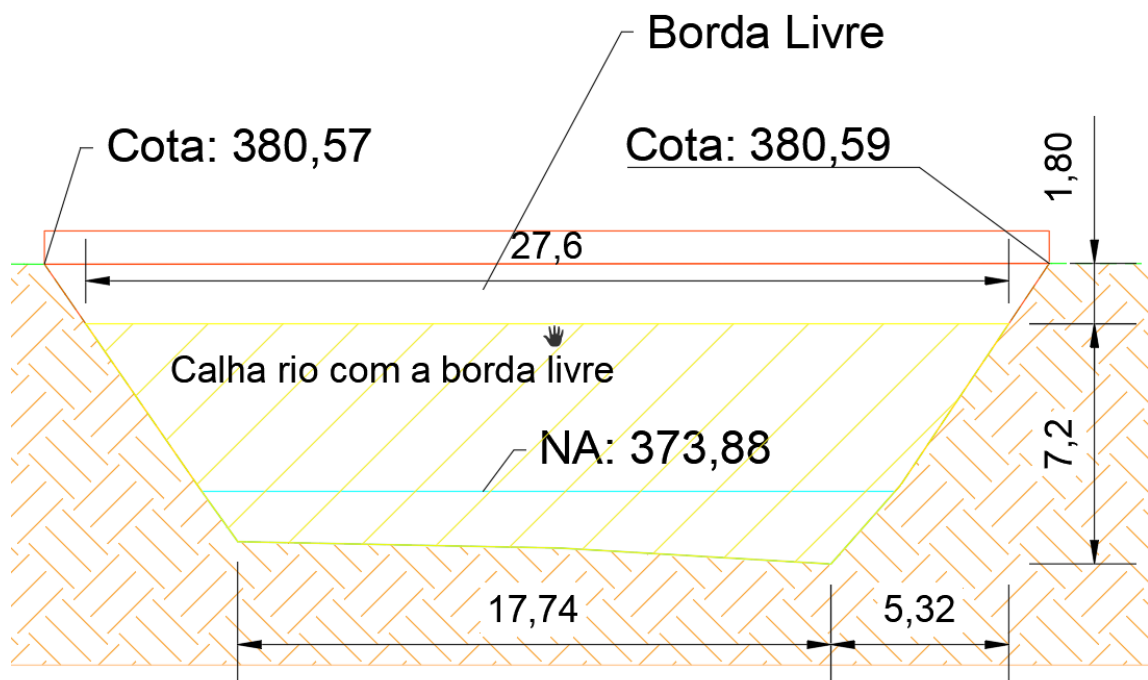 Borda Livre
Cota: 380,57
Cota: 380,59
1,80
27,6
Calha rio com a borda livre
NA: 373,88
7,2
17,74
5,32